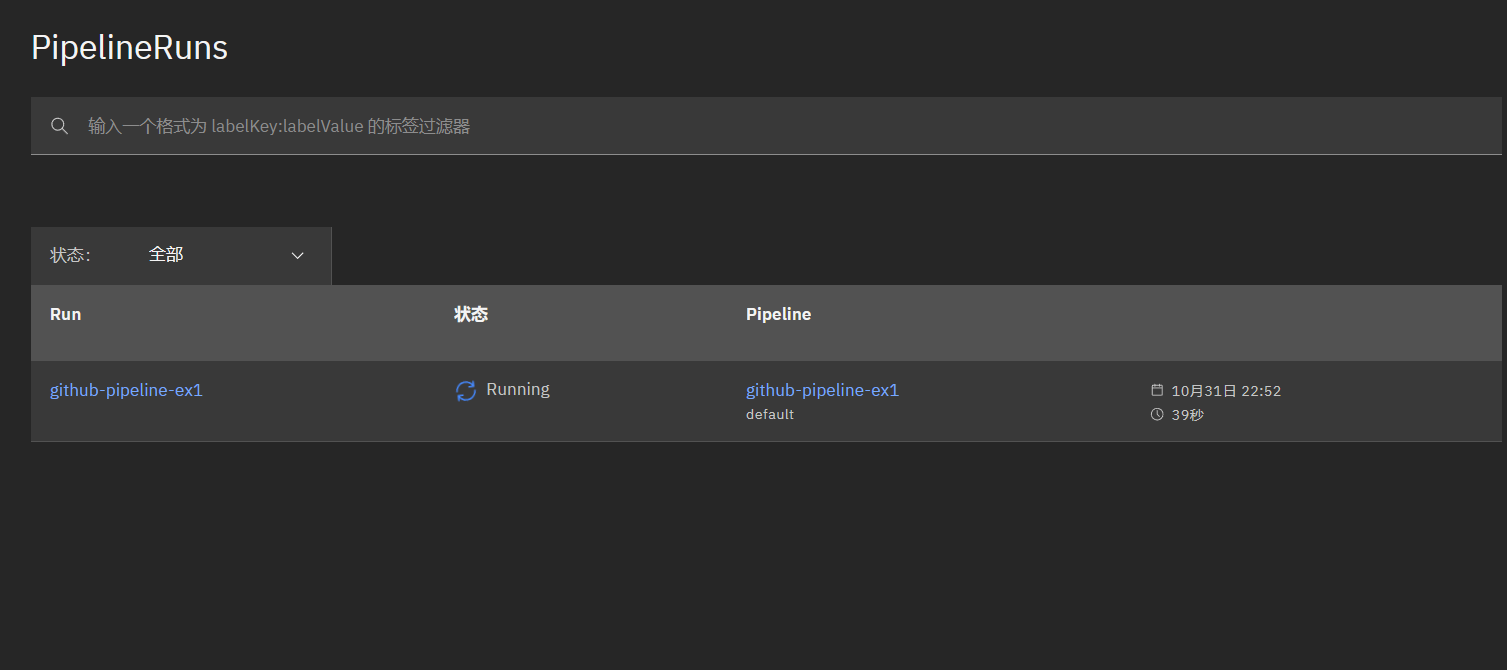 PipelineRuns
输入一个格式为 labelKey:labelValue 的标签过滤器
状态: 全部
Run 状态 Pipeline
github-pipeline-ex1 Running github-pipeline-ex1 10月31日 22:52
default 39秒